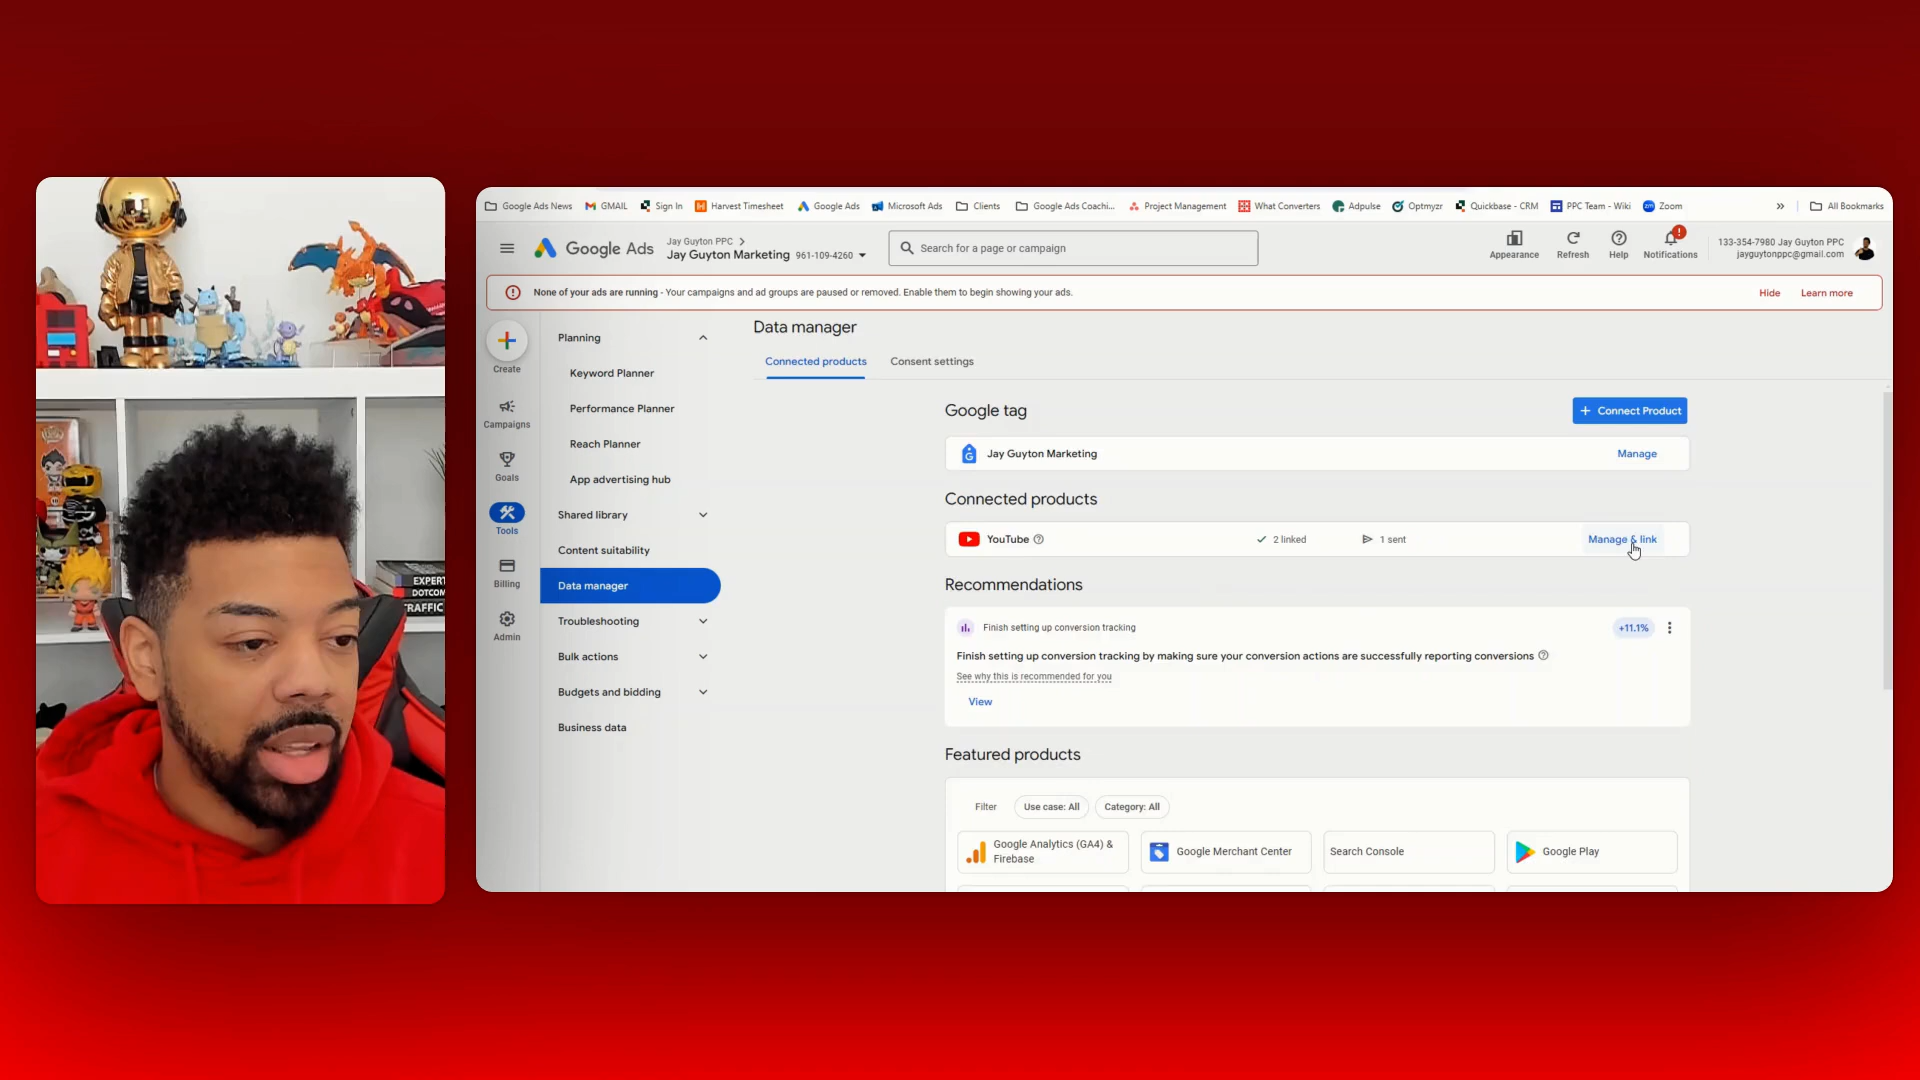 EXPERT
DOTCOM
TRAFFIC
Google Ads News
GMAIL
Sign In
Harvest Timesheet
Google Ads
Microsoft Ads
Clients
Google Ads Coachi...
Project Management
What Converters
Adpulse
Optmyzr
Quickbase - CRM
PPC Team - Wiki
Zoom
»
All Bookmarks
Google Ads
Jay Guyton PPC
Jay Guyton Marketing 961-109-4260
Search for a page or campaign
Appearance
Refresh
Help
!
Notifications
133-354-7980 Jay Guyton PPC
jayguytonppc@gmail.com
None of your ads are running - Your campaigns and ad groups are paused or removed. Enable them to begin showing your ads.
Hide
Learn more
Create
Campaigns
Goals
Tools
Billing
Admin
Planning
Keyword Planner
Performance Planner
Reach Planner
App advertising hub
Shared library
Content suitability
Data manager
Troubleshooting
Bulk actions
Budgets and bidding
Business data
Data manager
Connected products
Consent settings
Google tag
+ Connect Product
Jay Guyton Marketing
Manage
Connected products
YouTube
2 linked
1 sent
Manage & link
Recommendations
Finish setting up conversion tracking
+11.1%
Finish setting up conversion tracking by making sure your conversion actions are successfully reporting conversions
See why this is recommended for you
View
Featured products
Filter
Use case: All
Category: All
Google Analytics (GA4) &
Firebase
Google Merchant Center
Search Console
Google Play